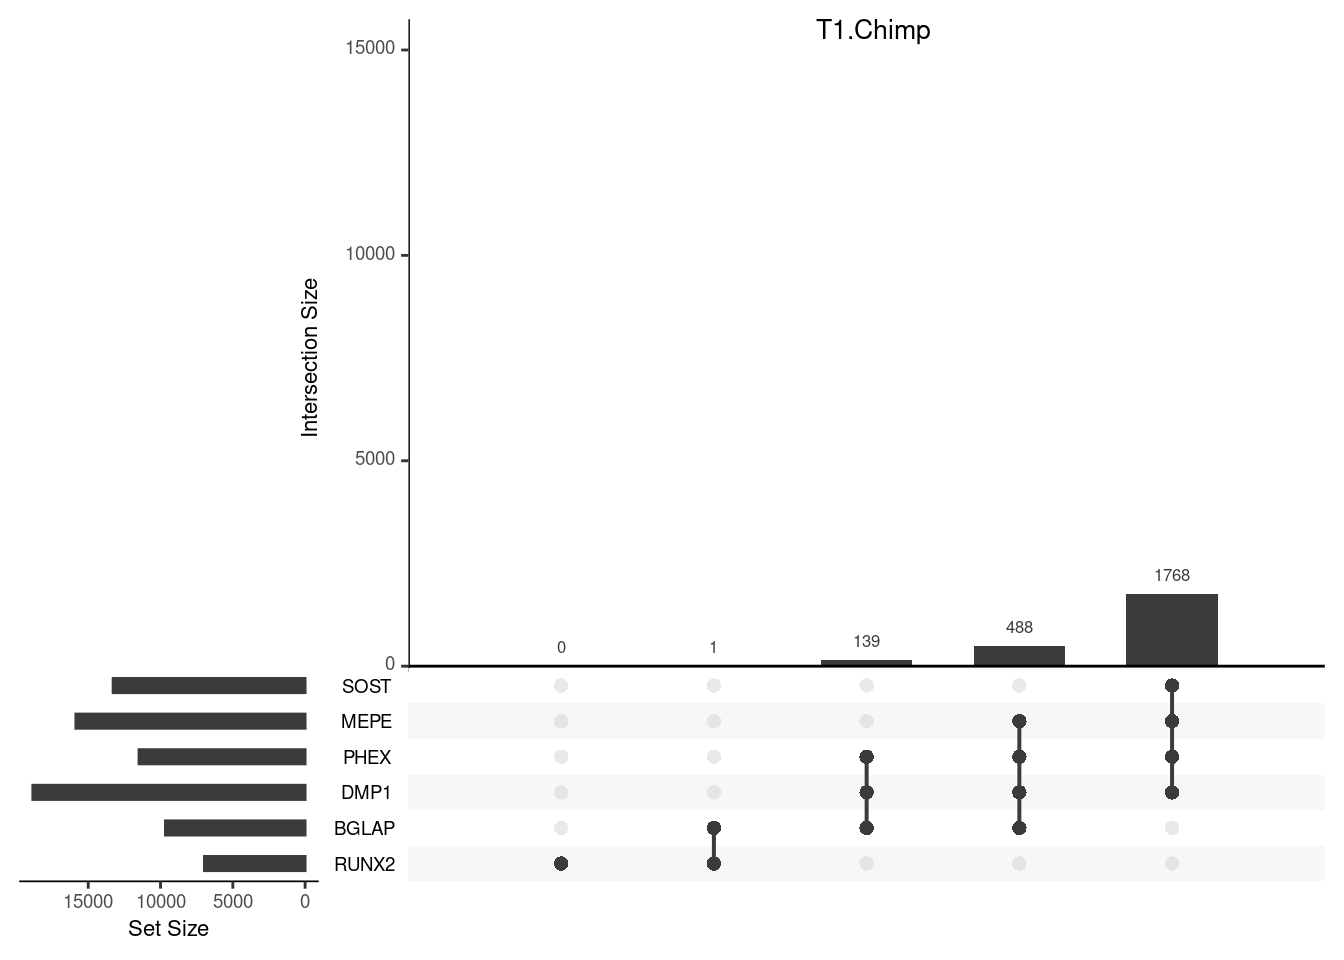 T1.Chimp
15000
10000
5000
0
Intersection Size
0
1
139
488
1768
SOST
MEPE
PHEX
DMP1
BGLAP
RUNX2
15000 10000 5000 0
Set Size